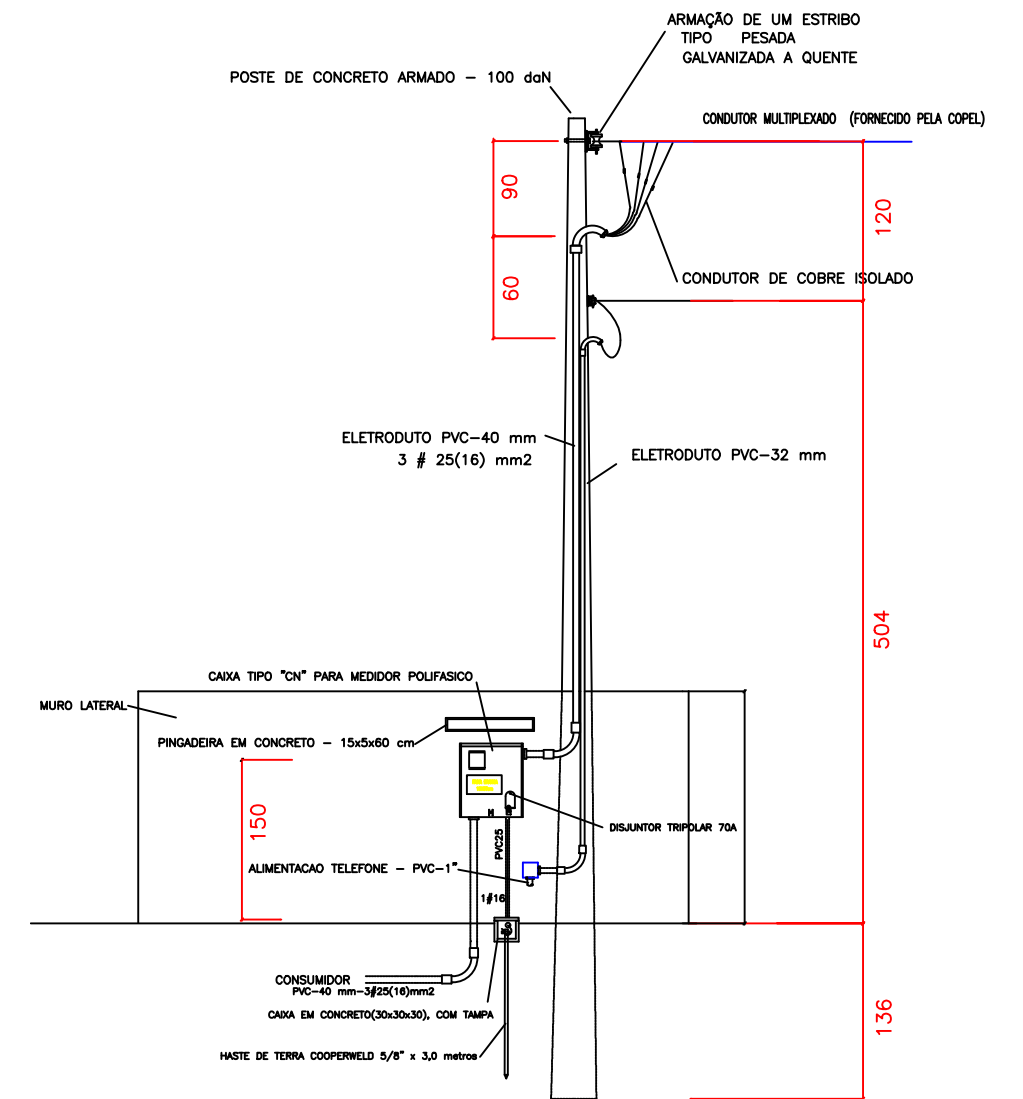 ARMAÇÃO DE UM ESTRIBO
TIPO PESADA
GALVANIZADA A QUENTE
POSTE DE CONCRETO ARMADO - 100 daN
CONDUTOR MULTIPLEXADO (FORNECIDO PELA COPEL)
90
120
60
CONDUTOR DE COBRE ISOLADO
ELETRODUTO PVC-40 mm
3 # 25(16) mm2
ELETRODUTO PVC-32 mm
504
CAIXA TIPO "CN" PARA MEDIDOR POLIFASICO
MURO LATERAL
PINGADEIRA EM CONCRETO - 15x5x60 cm
150
DISJUNTOR TRIPOLAR 70A
PVC25
ALIMENTACAO TELEFONE - PVC-1"
1#16
CONSUMIDOR
PVC-40 mm-3#25(16)mm2
CAIXA EM CONCRETO(30x30x30), COM TAMPA
136
HASTE DE TERRA COOPERWELD 5/8" x 3,0 metros